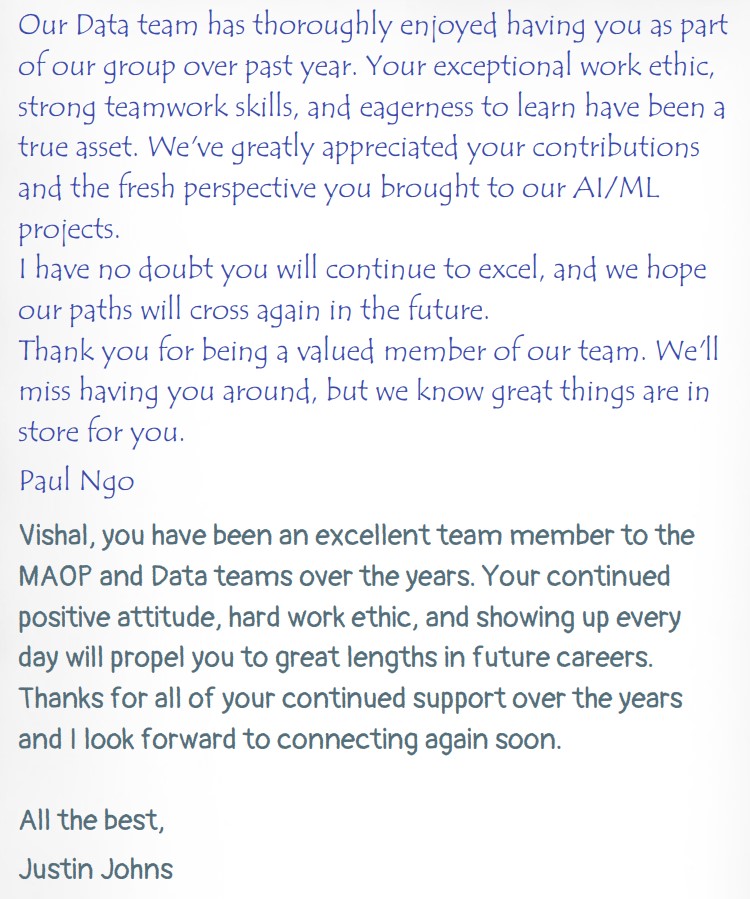 Our Data team has thoroughly enjoyed having you as part
of our group over past year. Your exceptional work ethic,
strong teamwork skills, and eagerness to learn have been a
true asset. We've greatly appreciated your contributions
and the fresh perspective you brought to our AI/ML
projects.
I have no doubt you will continue to excel, and we hope
our paths will cross again in the future.
Thank you for being a valued member of our team. We'll
miss having you around, but we know great things are in
store for you.
Paul Ngo
Vishal, you have been an excellent team member to the
MAOP and Data teams over the years. Your continued
positive attitude, hard work ethic, and showing up every
day will propel you to great lengths in future careers.
Thanks for all of your continued support over the years
and I look forward to connecting again soon.
All the best,
Justin Johns